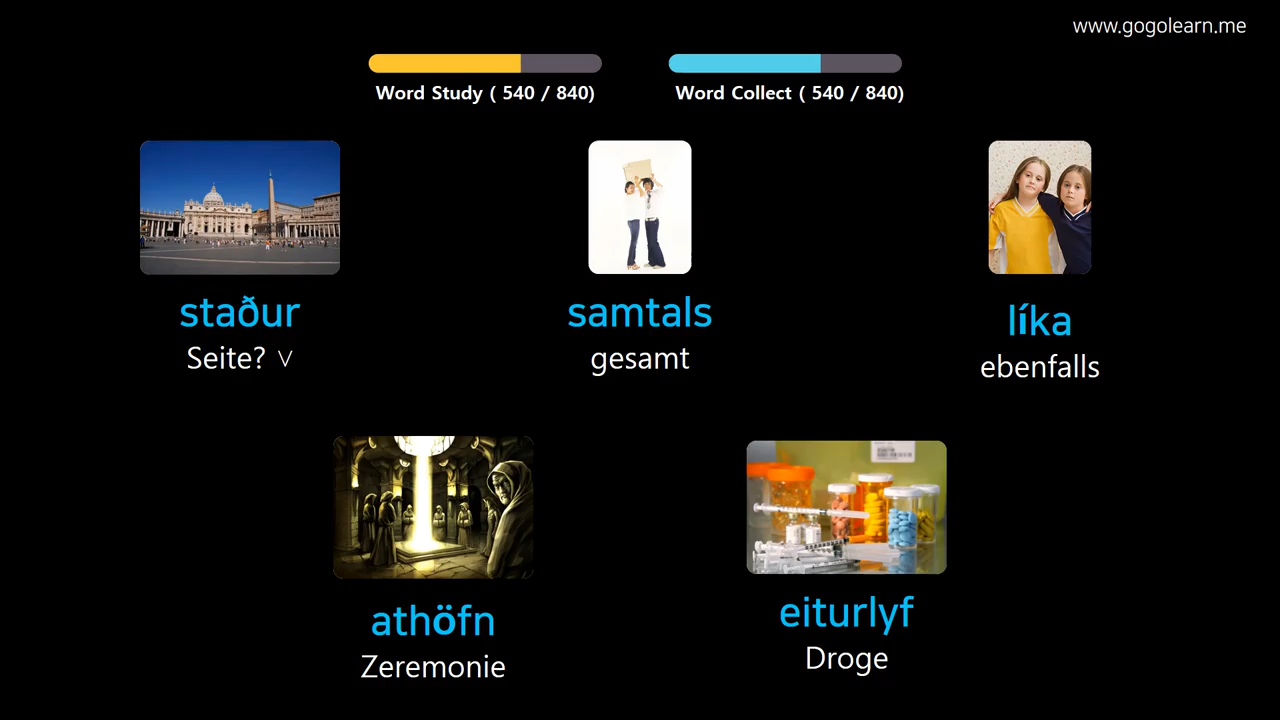 www.gogolearn.me
Word Study ( 540 / 840)
Word Collect ( 540 / 840)
staður
Seite? ∨
samtals
gesamt
líka
ebenfalls
athöfn
Zeremonie
eiturlyf
Droge